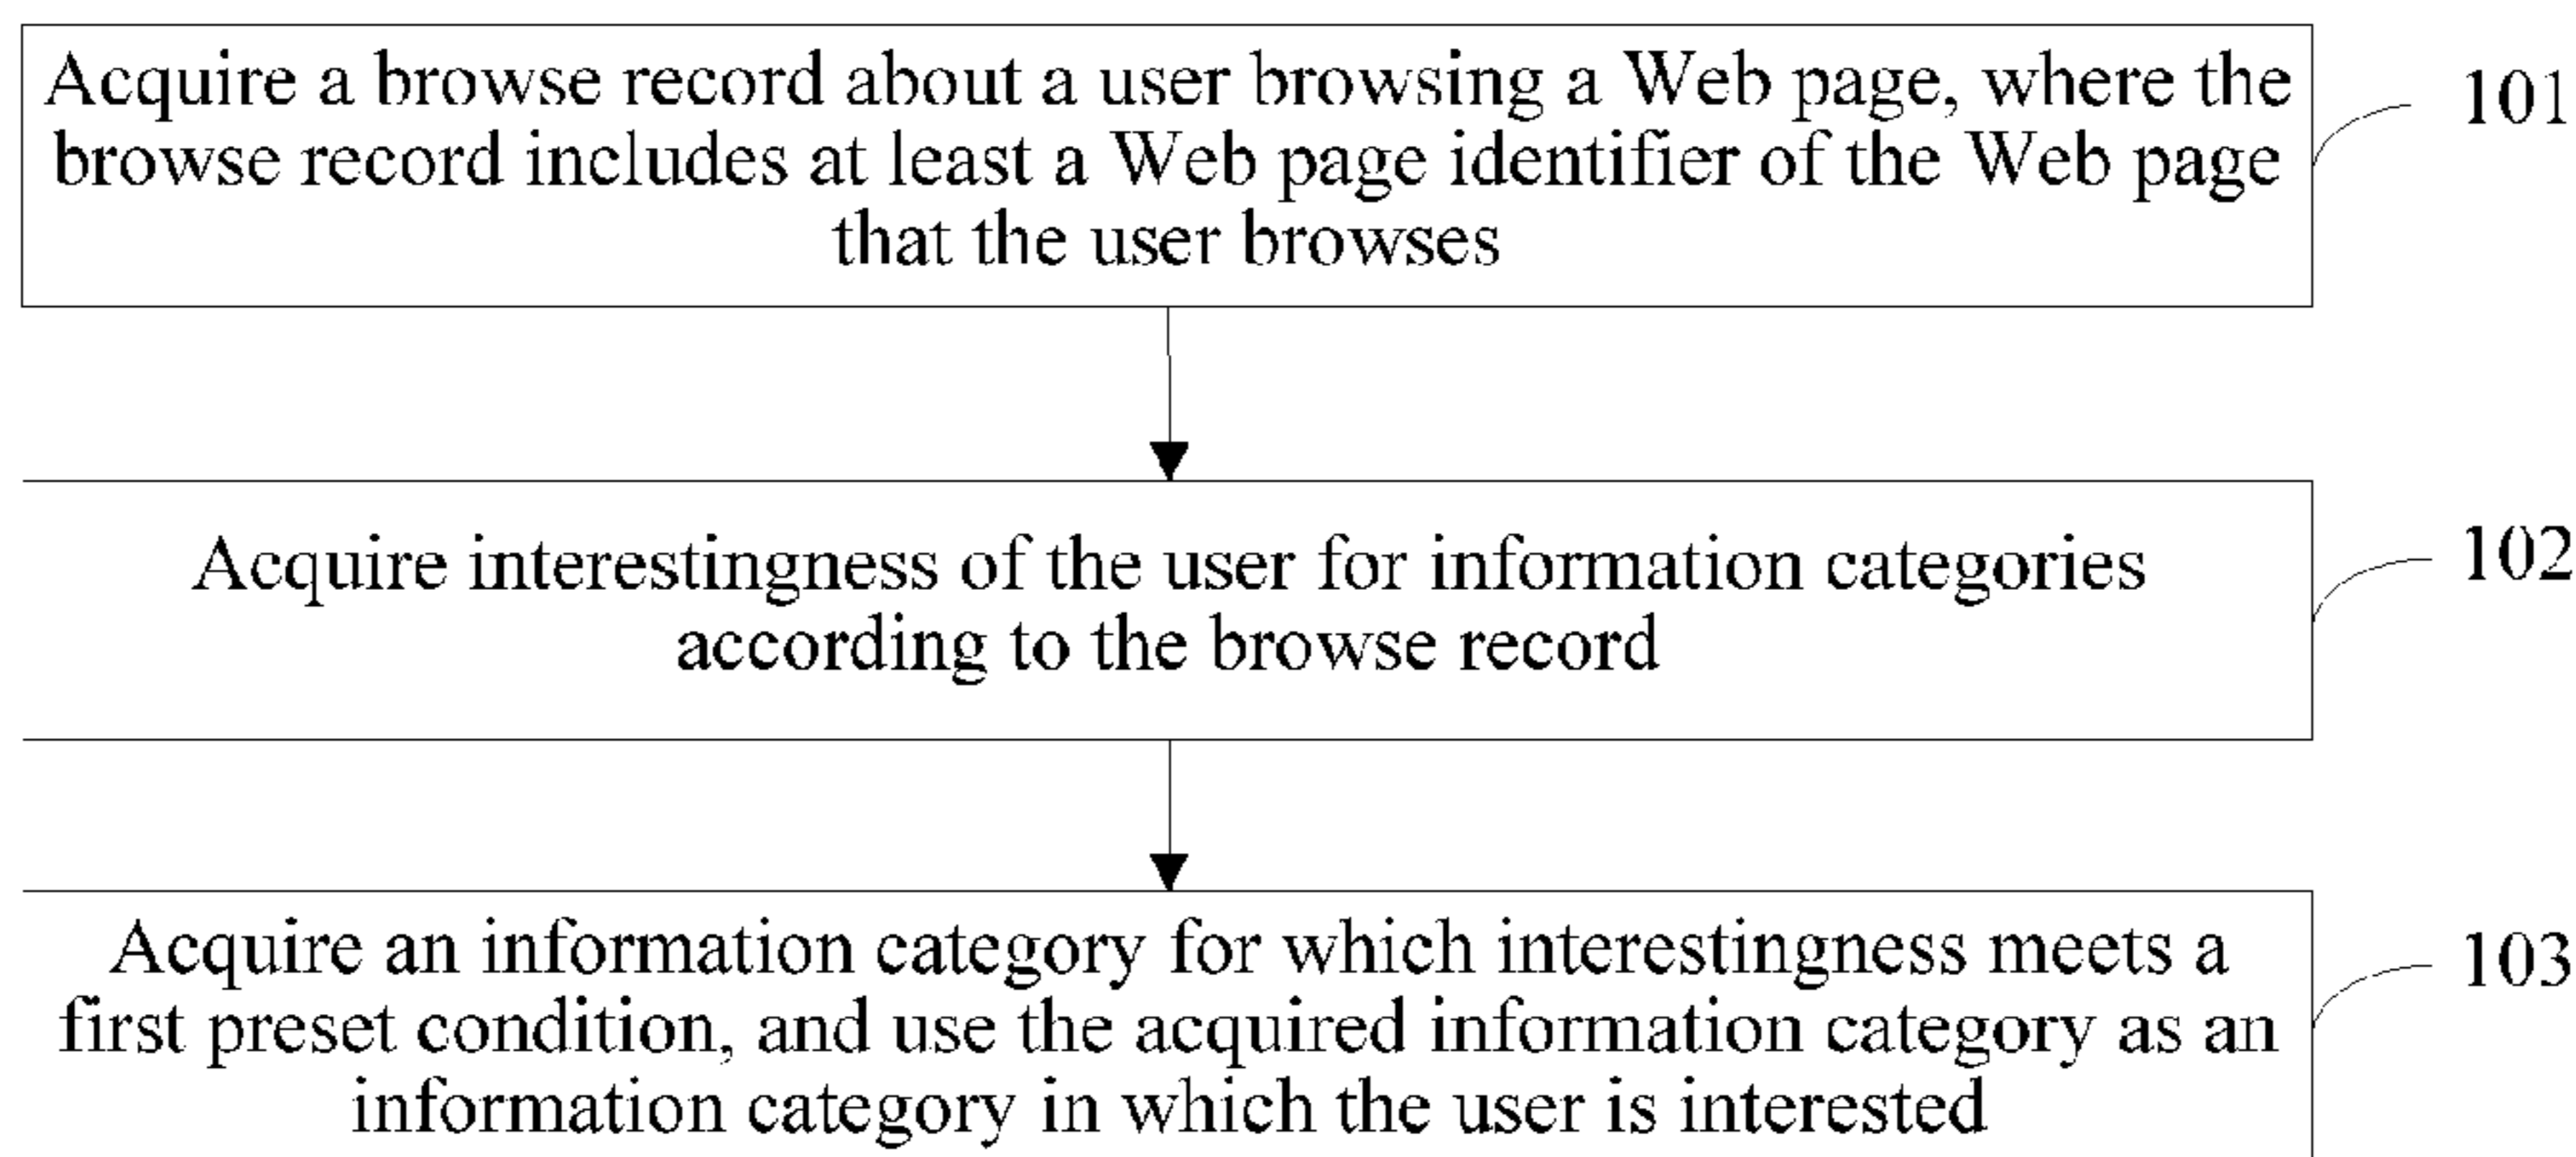 Acquire a browse record about a user browsing a Web page, where the
browse record includes at least a Web page identifier of the Web page
that the user browses
101
Acquire interestingness of the user for information categories
according to the browse record
102
Acquire an information category for which interestingness meets a
first preset condition, and use the acquired information category as an
information category in which the user is interested
103